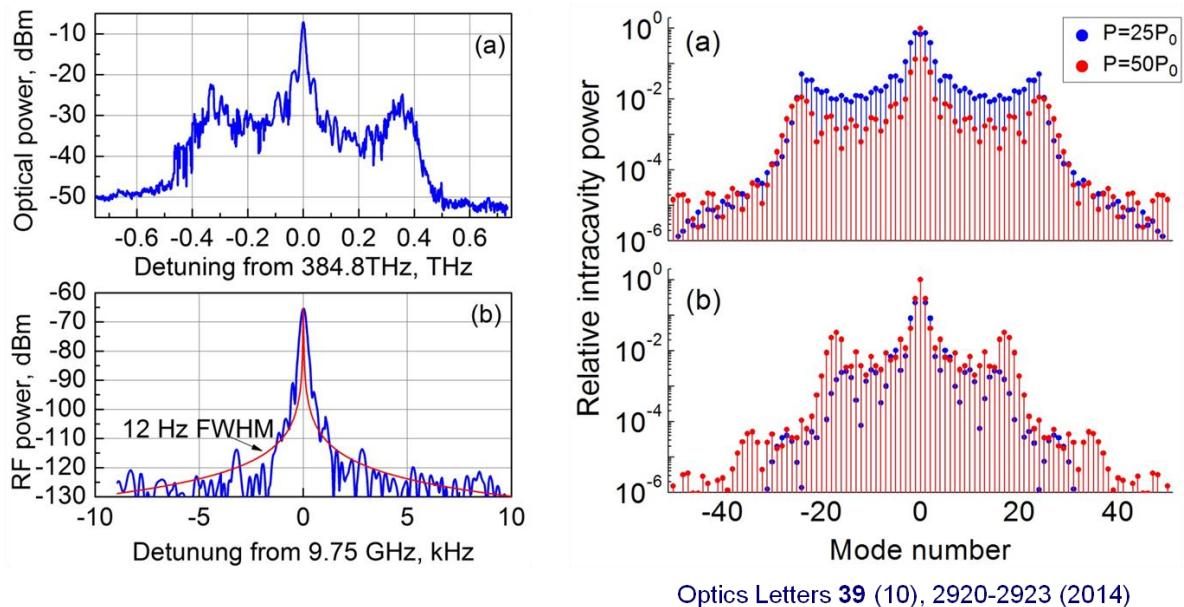 -10
-20
-30
-40
-50
Optical power, dBm
(a)
-0.6 -0.4 -0.2 0.0 0.2 0.4 0.6
Detuning from 384.8THz, THz
-60
-70
-80
-90
-100
-110
-120
-130
RF power, dBm
(b)
12 Hz FWHM
-10 -5 0 5 10
Detunung from 9.75 GHz, kHz
Relative intracavity power
10^0
10^-2
10^-4
10^-6
(a)
P=25P₀
P=50P₀
10^0
10^-2
10^-4
10^-6
(b)
-40 -20 0 20 40
Mode number
Optics Letters 39 (10), 2920-2923 (2014)